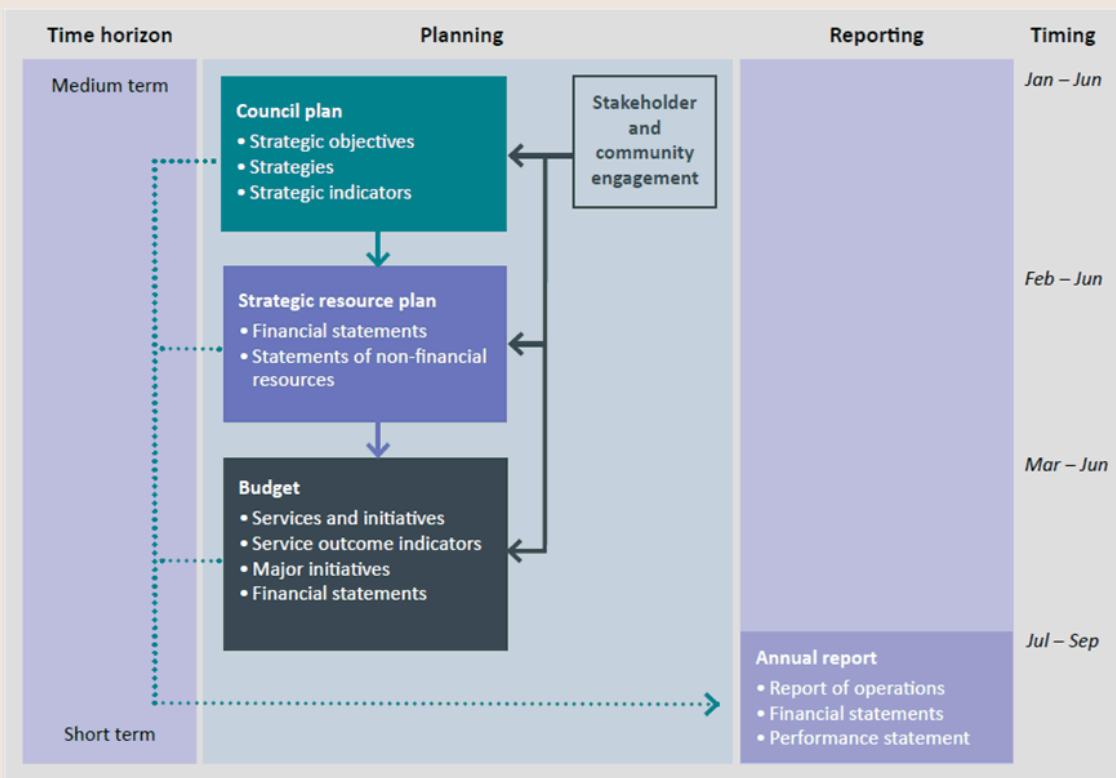 Time horizon
Planning
Reporting
Timing
Medium term
Jan – Jun
Council plan
• Strategic objectives
• Strategies
• Strategic indicators
Stakeholder
and
community
engagement
Feb – Jun
Strategic resource plan
• Financial statements
• Statements of non-financial
resources
Mar – Jun
Budget
• Services and initiatives
• Service outcome indicators
• Major initiatives
• Financial statements
Jul – Sep
Annual report
• Report of operations
• Financial statements
• Performance statement
Short term